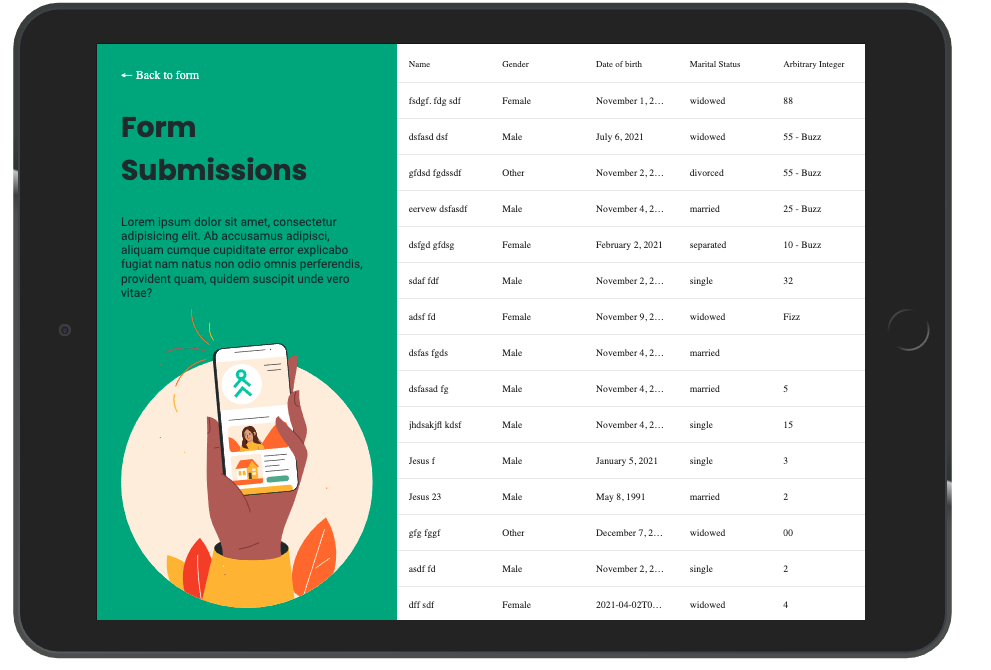 ← Back to form
Form
Submissions
Lorem ipsum dolor sit amet, consectetur
adipisicing elit. Ab accusamus adipisci,
aliquam cumque cupiditate error explicabo
fugiat nam natus non odio omnis perferendis,
provident quam, quidem suscipit unde vero
vitae?
Name Gender Date of birth Marital Status Arbitrary Integer
fsdgf. fdg sdf Female November 1, 2... widowed 88
dsfasd dsf Male July 6, 2021 widowed 55 - Buzz
gfdsd fgdssdf Other November 2, 2... divorced 55 - Buzz
eervew dsfasdf Male November 4, 2... married 25 - Buzz
dsfgd gfdsg Female February 2, 2021 separated 10 - Buzz
sdaf fdf Male November 2, 2... single 32
adsf fd Female November 9, 2... widowed Fizz
dsfas fgds Male November 4, 2... married
dsfasad fg Male November 4, 2... married 5
jhdsakjfl kdsf Male November 4, 2... single 15
Jesus f Male January 5, 2021 single 3
Jesus 23 Male May 8, 1991 married 2
gfg fggf Other December 7, 2... widowed 00
asdf fd Male November 2, 2... single 2
dff sdf Female 2021-04-02T0... widowed 4